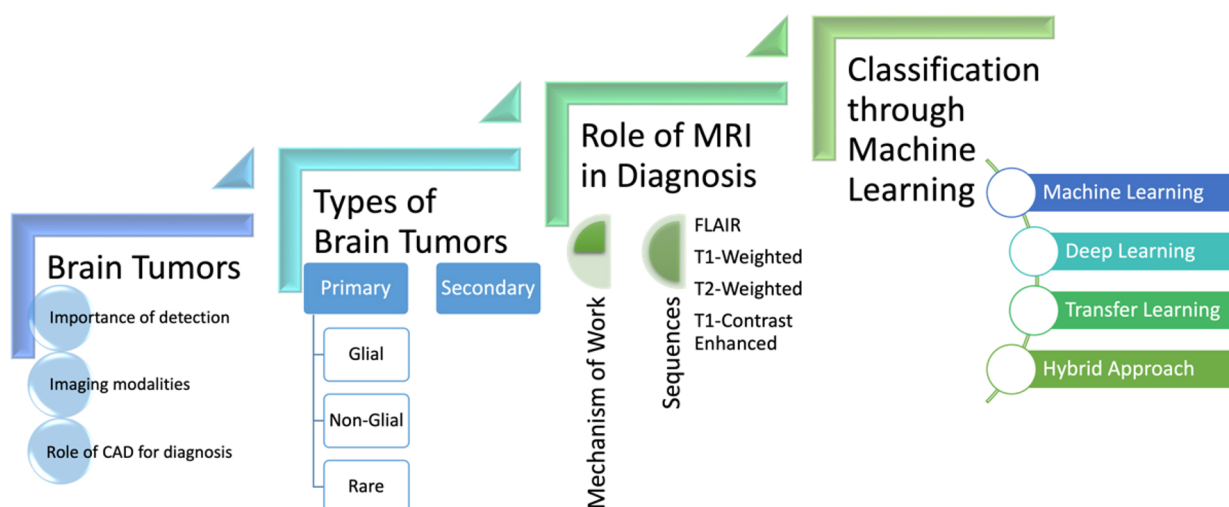 Brain Tumors
Importance of detection
Imaging modalities
Role of CAD for diagnosis
Types of
Brain Tumors
Primary
Secondary
Glial
Non-Glial
Rare
Role of MRI
in Diagnosis
Mechanism of Work
Sequences
FLAIR
T1-Weighted
T2-Weighted
T1-Contrast
Enhanced
Classification
through
Machine
Learning
Machine Learning
Deep Learning
Transfer Learning
Hybrid Approach